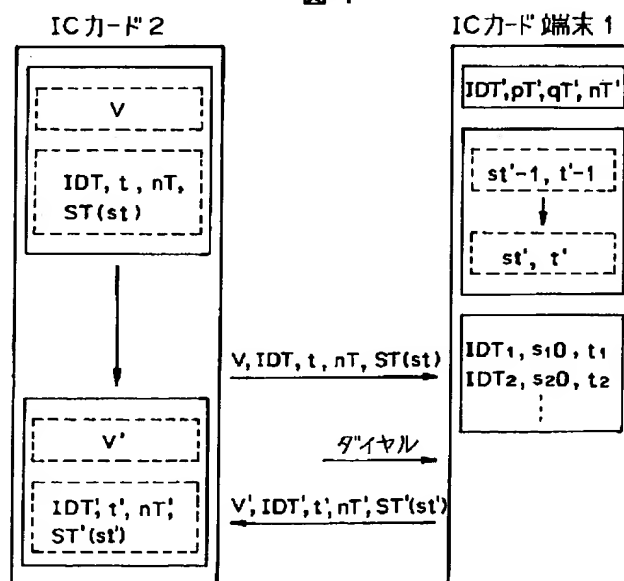 ICカード2
ICカード端末1
V
IDT, t, nT,
ST(st)
IDT',pT',qT',nT'
st'-1, t'-1
st', t'
V, IDT, t, nT, ST(st)
IDT1, s10, t1
IDT2, s20, t2
ダイヤル
V'
IDT', t', nT',
ST'(st')
V', IDT', t', nT', ST'(st')